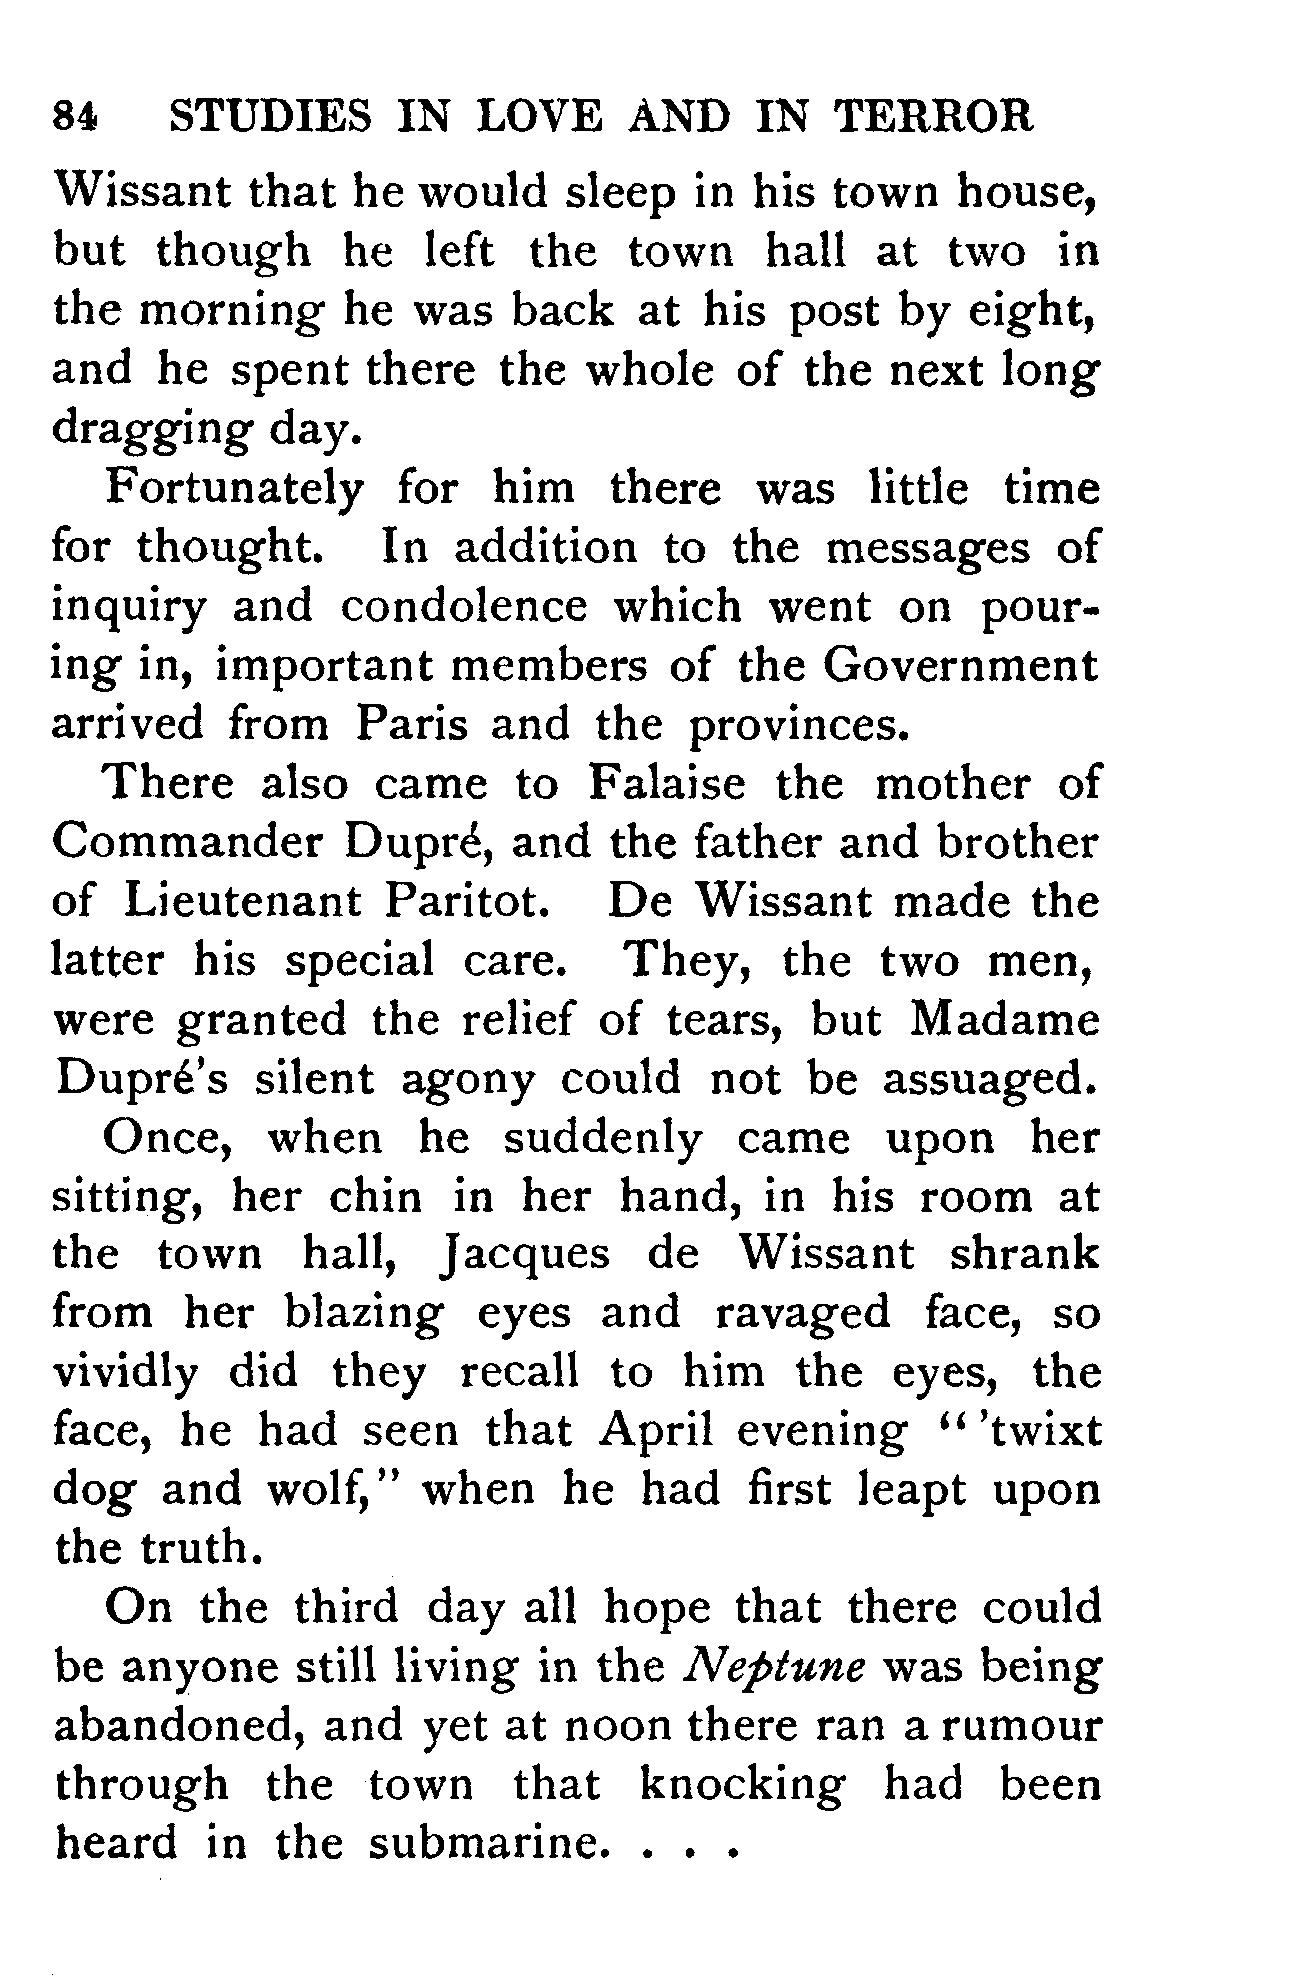 84 STUDIES IN LOVE AND IN TERROR
Wissant that he would sleep in his town house,
but though he left the town hall at two in
the morning he was back at his post by eight,
and he spent there the whole of the next long
dragging day.
Fortunately for him there was little time
for thought. In addition to the messages of
inquiry and condolence which went on pour-
ing in, important members of the Government
arrived from Paris and the provinces.
There also came to Falaise the mother of
Commander Dupré, and the father and brother
of Lieutenant Paritot. De Wissant made the
latter his special care. They, the two men,
were granted the relief of tears, but Madame
Dupré's silent agony could not be assuaged.
Once, when he suddenly came upon her
sitting, her chin in her hand, in his room at
the town hall, Jacques de Wissant shrank
from her blazing eyes and ravaged face, so
vividly did they recall to him the eyes, the
face, he had seen that April evening “ ’twixt
dog and wolf,” when he had first leapt upon
the truth.
On the third day all hope that there could
be anyone still living in the Neptune was being
abandoned, and yet at noon there ran a rumour
through the town that knocking had been
heard in the submarine. . . .